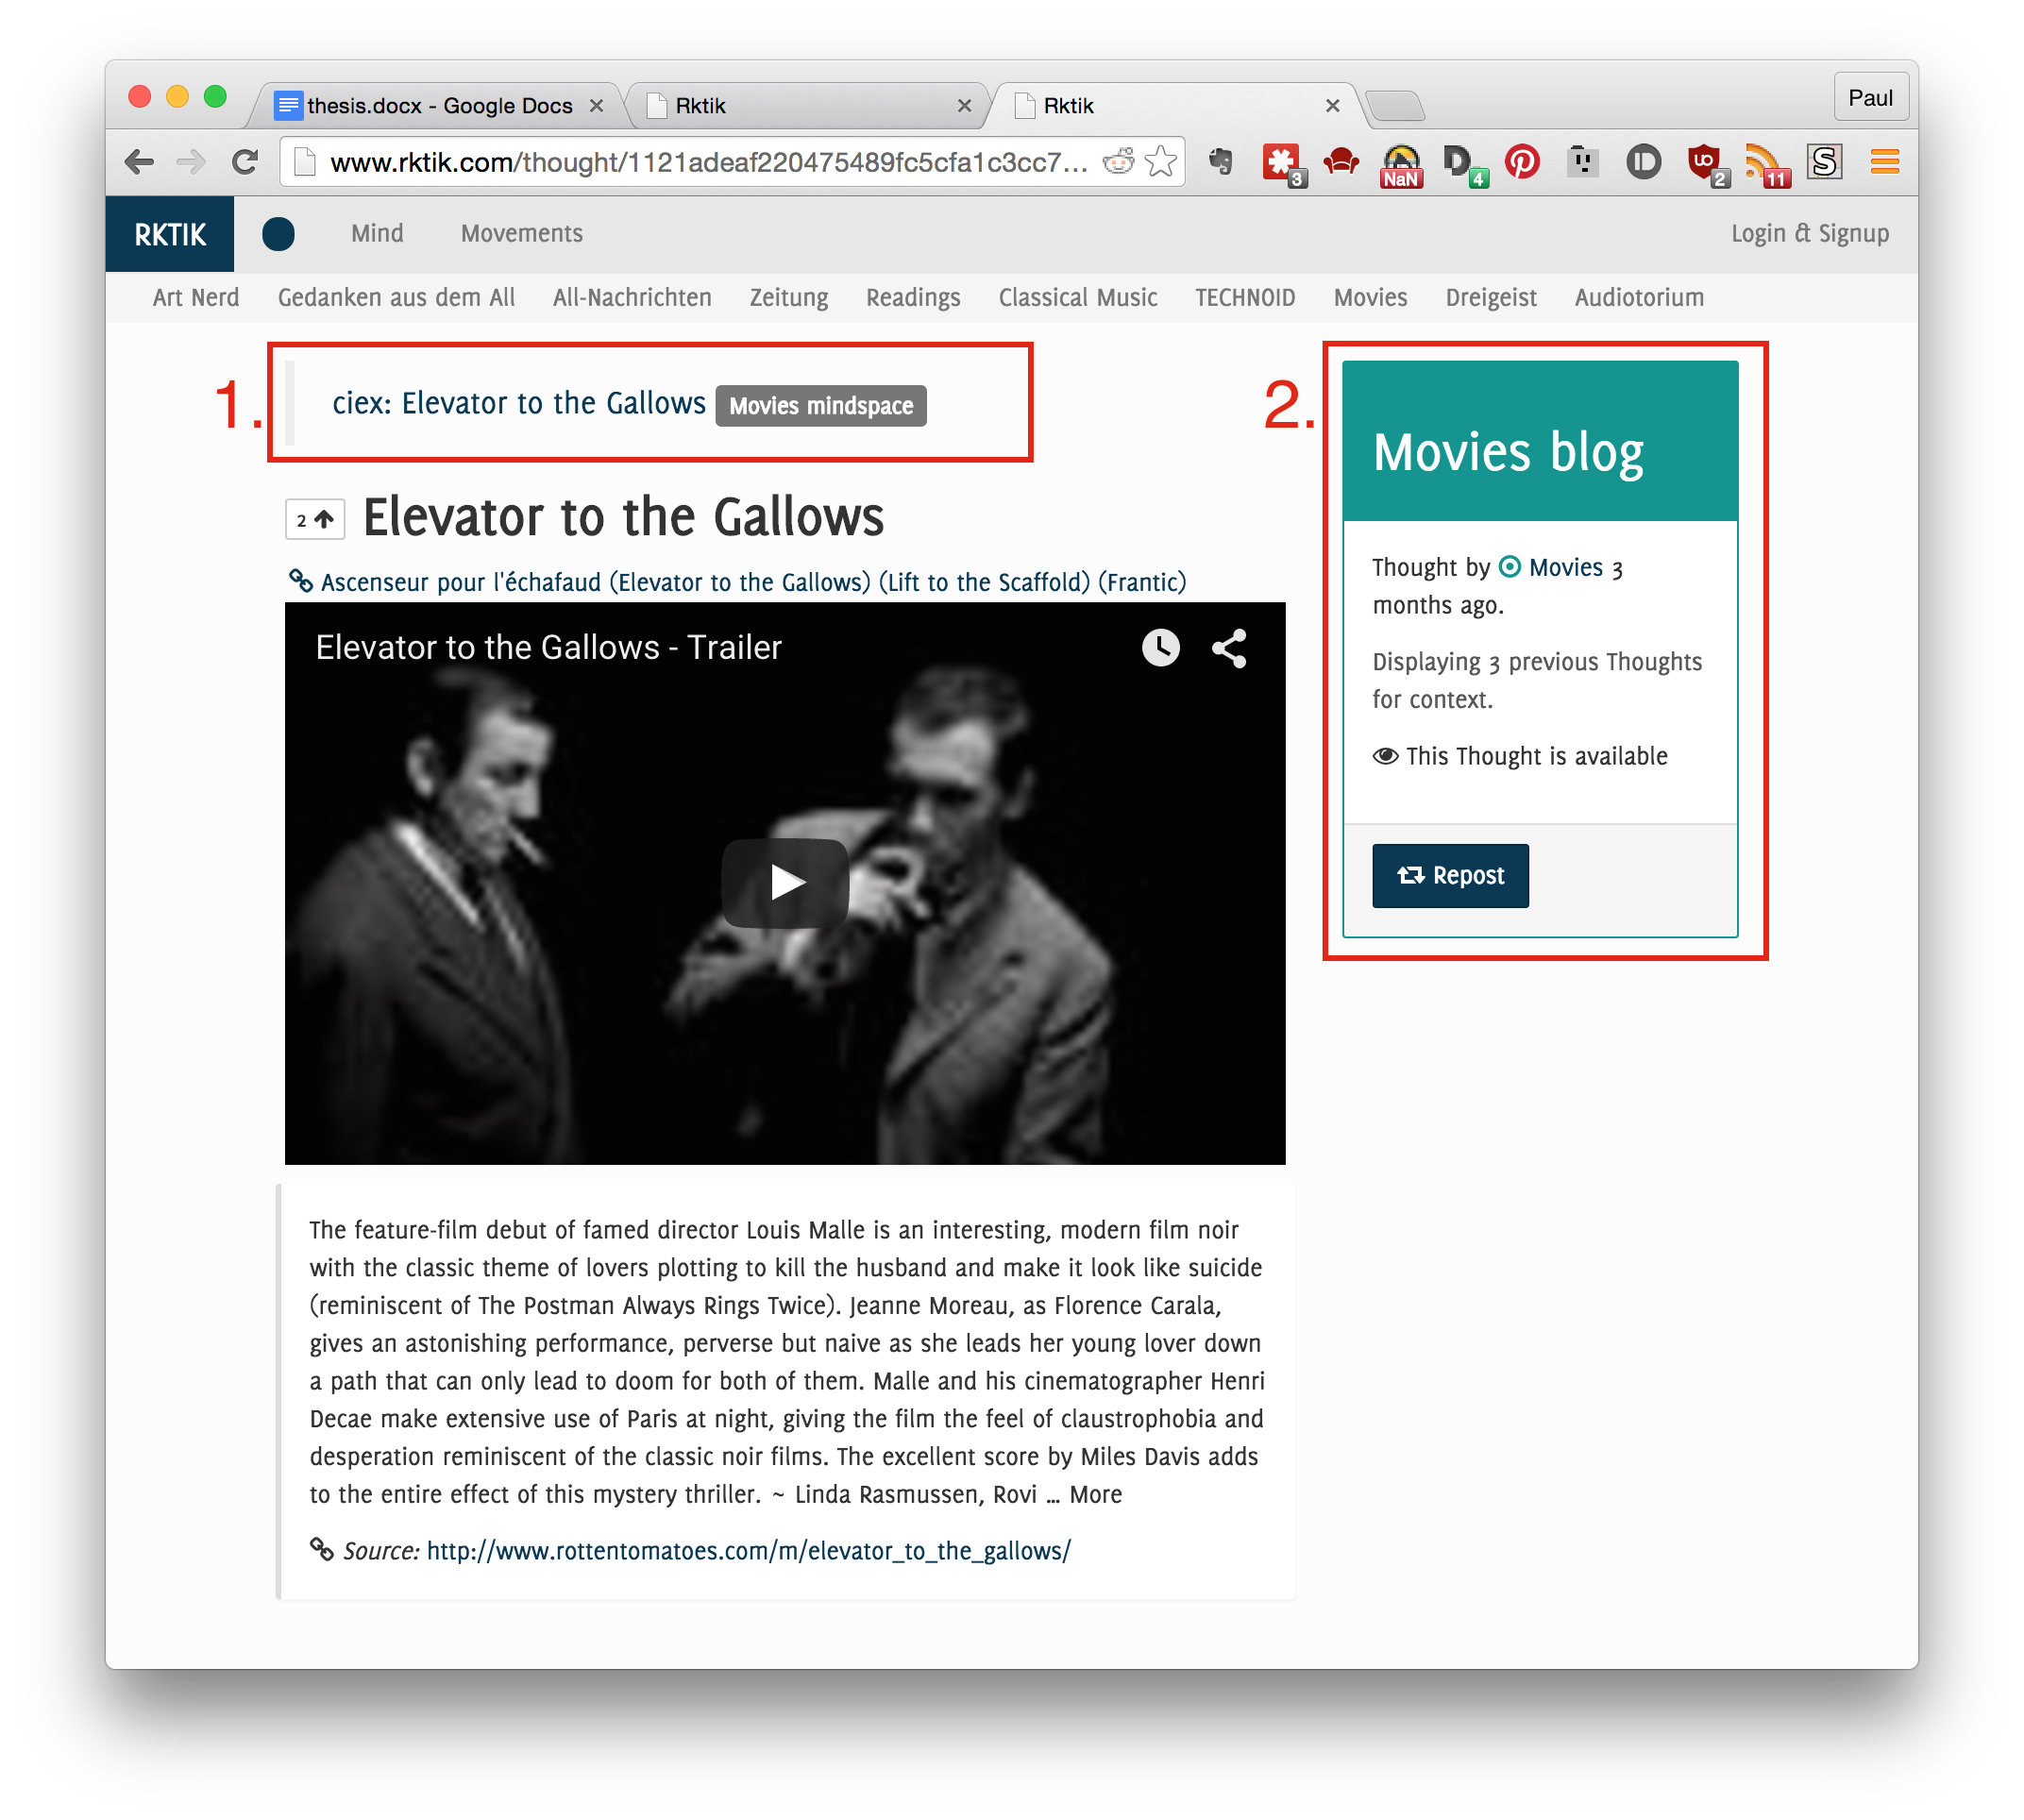 thesis.docx - Google Docs
Rktik
Rktik
Paul
www.rktik.com/thought/1121adeaf220475489fc5cfa1c3cc7...
3
NaN
D 4
UD 2
11
S
RKTIK Mind Movements Login & Signup
Art Nerd Gedanken aus dem All All-Nachrichten Zeitung Readings Classical Music TECHNOID Movies Dreigeist Audiotorium
1.
ciex: Elevator to the Gallows Movies mindspace
2 Elevator to the Gallows
Ascenseur pour l'échafaud (Elevator to the Gallows) (Lift to the Scaffold) (Frantic)
Elevator to the Gallows - Trailer
The feature-film debut of famed director Louis Malle is an interesting, modern film noir
with the classic theme of lovers plotting to kill the husband and make it look like suicide
(reminiscent of The Postman Always Rings Twice). Jeanne Moreau, as Florence Carala,
gives an astonishing performance, perverse but naive as she leads her young lover down
a path that can only lead to doom for both of them. Malle and his cinematographer Henri
Decae make extensive use of Paris at night, giving the film the feel of claustrophobia and
desperation reminiscent of the classic noir films. The excellent score by Miles Davis adds
to the entire effect of this mystery thriller. ~ Linda Rasmussen, Rovi ... More
Source: http://www.rottentomatoes.com/m/elevator_to_the_gallows/
2.
Movies blog
Thought by Movies 3
months ago.
Displaying 3 previous Thoughts
for context.
This Thought is available
Repost